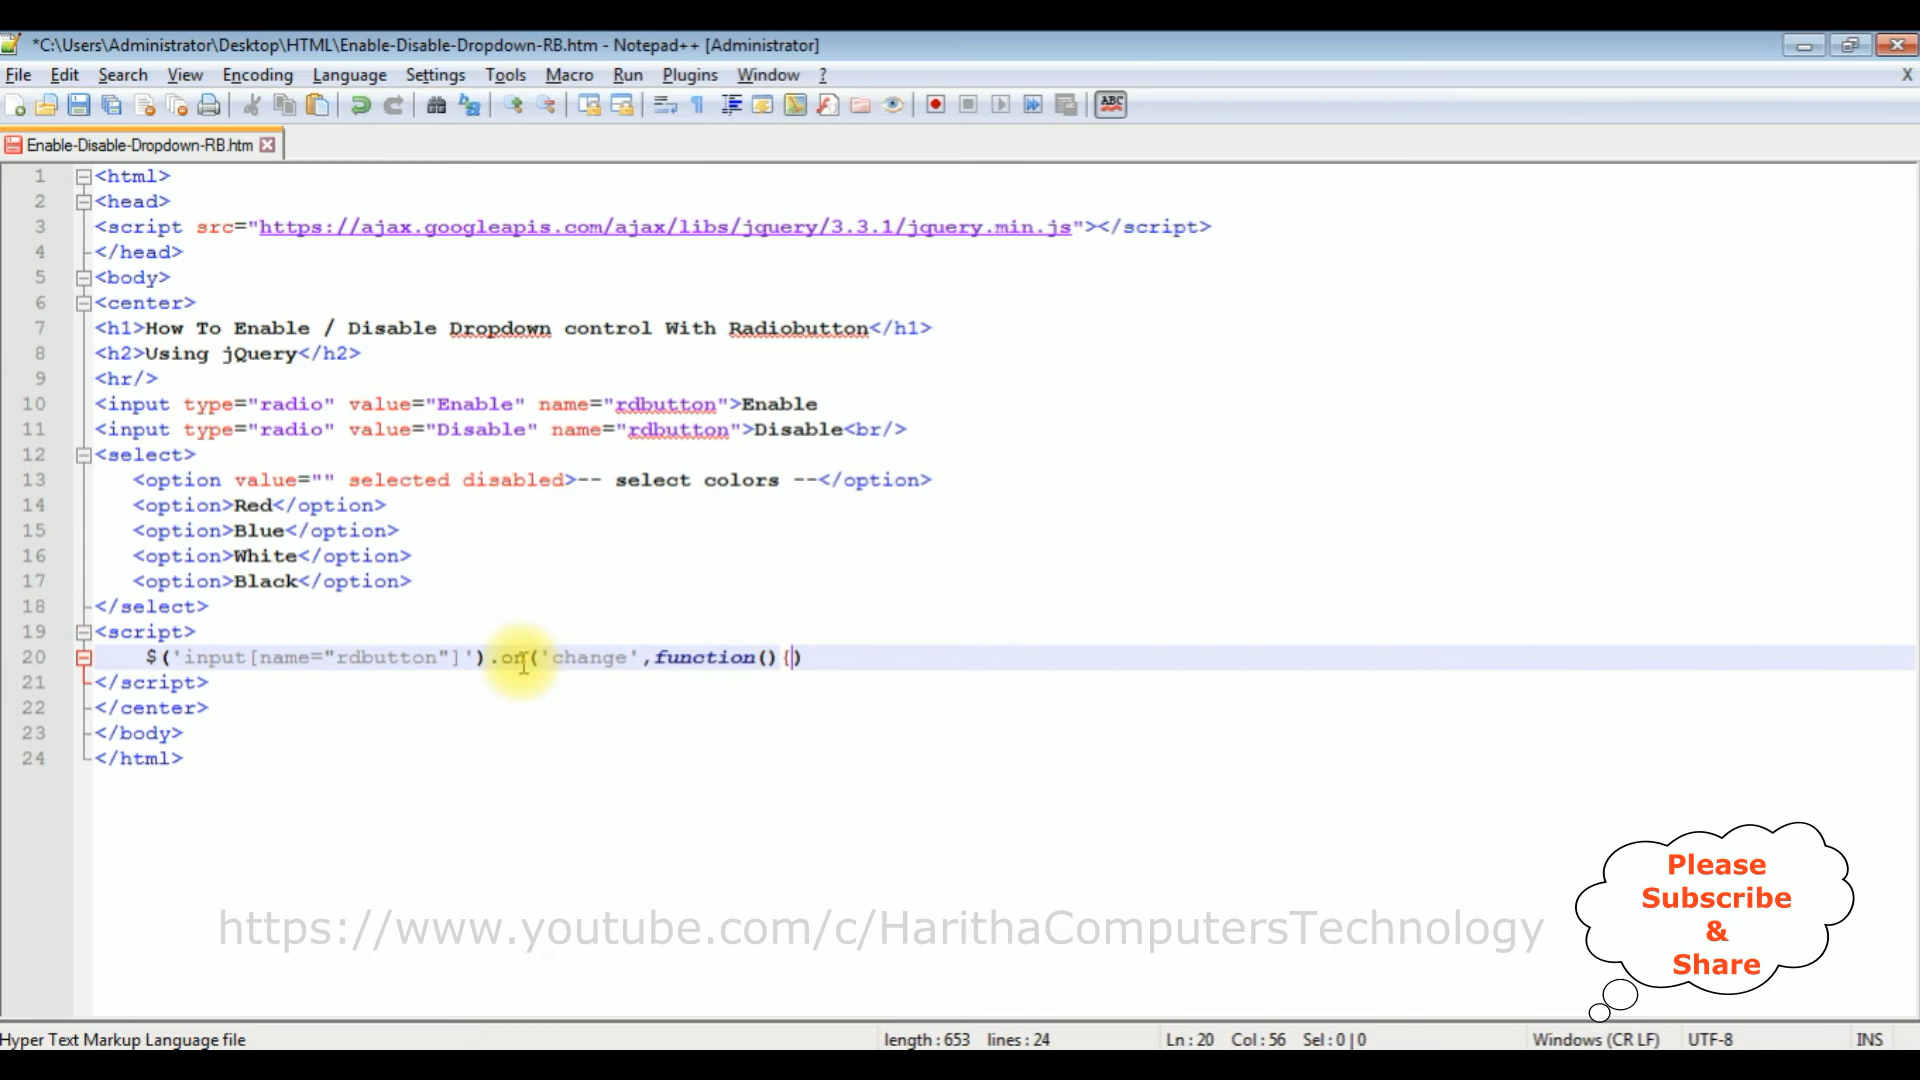 *C:\Users\Administrator\Desktop\HTML\Enable-Disable-Dropdown-RB.htm - Notepad++ [Administrator]
File Edit Search View Encoding Language Settings Tools Macro Run Plugins Window ? X
ABC
Enable-Disable-Dropdown-RB.htm
1 <html>
2 <head>
3 <script src="https://ajax.googleapis.com/ajax/libs/jquery/3.3.1/jquery.min.js"></script>
4 </head>
5 <body>
6 <center>
7 <h1>How To Enable / Disable Dropdown control With Radiobutton</h1>
8 <h2>Using jQuery</h2>
9 <hr/>
10 <input type="radio" value="Enable" name="rdbutton">Enable
11 <input type="radio" value="Disable" name="rdbutton">Disable<br/>
12 <select>
13 <option value="" selected disabled>-- select colors --</option>
14 <option>Red</option>
15 <option>Blue</option>
16 <option>White</option>
17 <option>Black</option>
18 </select>
19 <script>
20 $('input[name="rdbutton"]').on('change',function(){)
21 </script>
22 </center>
23 </body>
24 </html>
Please
Subscribe
&
Share
https://www.youtube.com/c/HarithaComputersTechnology
Hyper Text Markup Language file length : 653 lines : 24 Ln : 20 Col : 56 Sel : 0 | 0 Windows (CR LF) UTF-8 INS